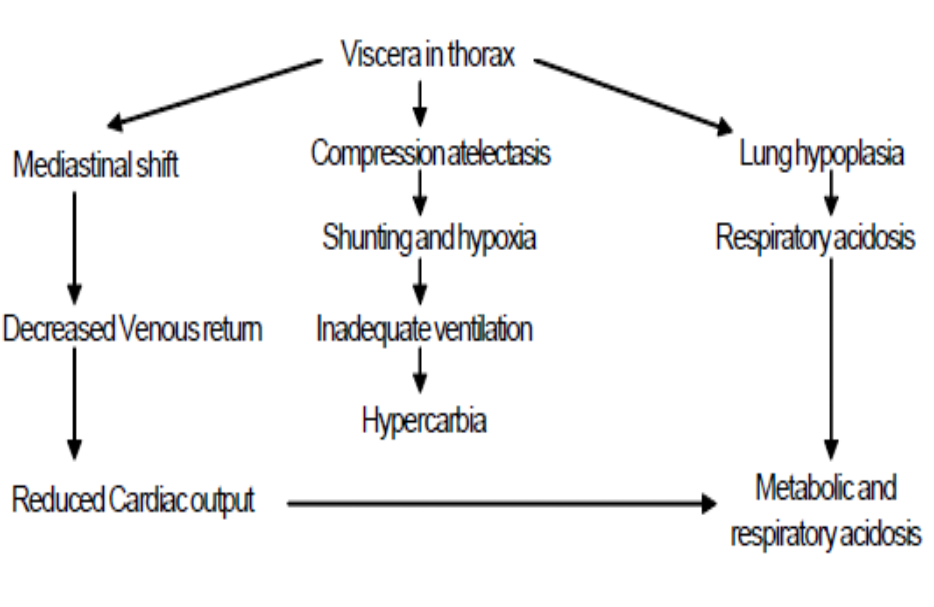 Viscera in thorax
Mediastinal shift
Compression atelectasis
Lung hypoplasia
Shunting and hypoxia
Respiratory acidosis
Decreased Venous return
Inadequate ventilation
Hypercarbia
Reduced Cardiac output
Metabolic and
respiratory acidosis